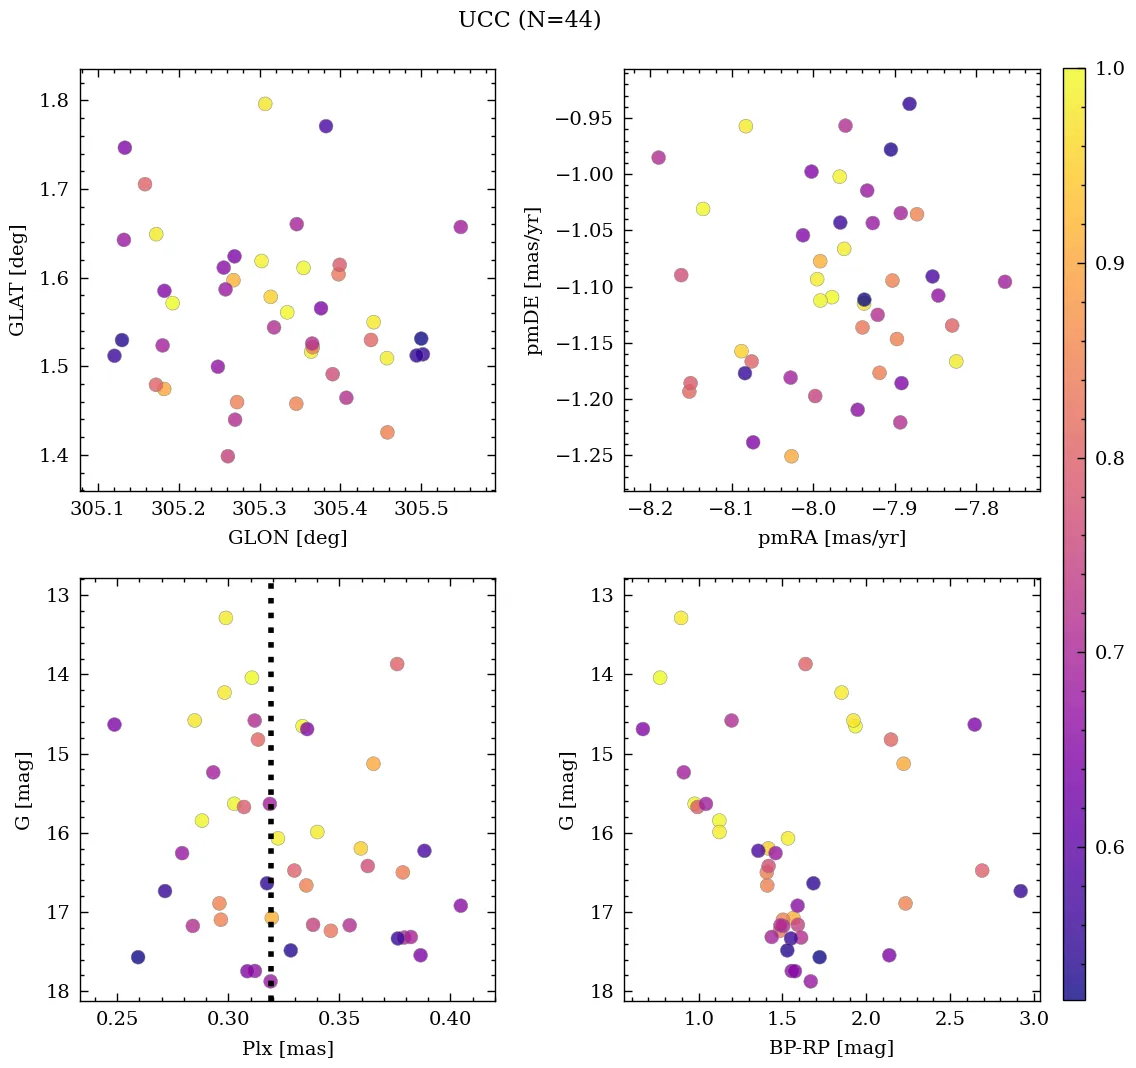 UCC (N=44)
1.8
1.7
1.6
1.5
1.4
GLAT [deg]
305.1 305.2 305.3 305.4 305.5
GLON [deg]
−0.95
−1.00
−1.05
−1.10
−1.15
−1.20
−1.25
pmDE [mas/yr]
−8.2 −8.1 −8.0 −7.9 −7.8
pmRA [mas/yr]
13
14
15
16
17
18
G [mag]
0.25 0.30 0.35 0.40
Plx [mas]
13
14
15
16
17
18
G [mag]
1.0 1.5 2.0 2.5 3.0
BP-RP [mag]
1.0
0.9
0.8
0.7
0.6